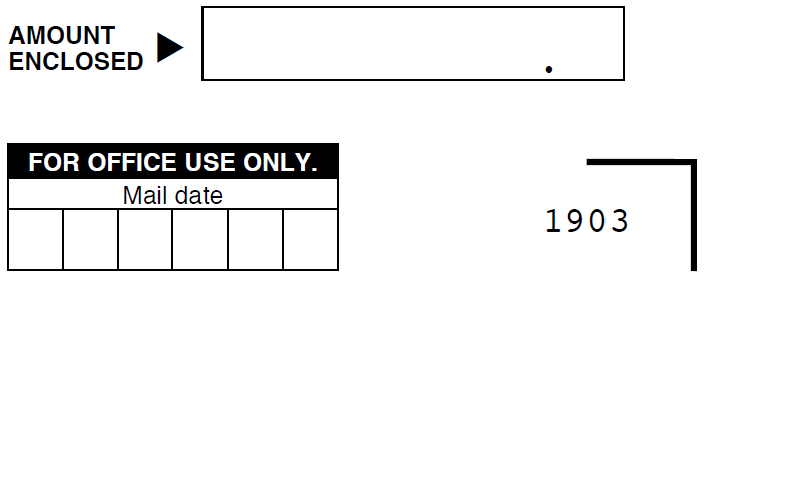 AMOUNT
ENCLOSED
.
FOR OFFICE USE ONLY.
Mail date
1903